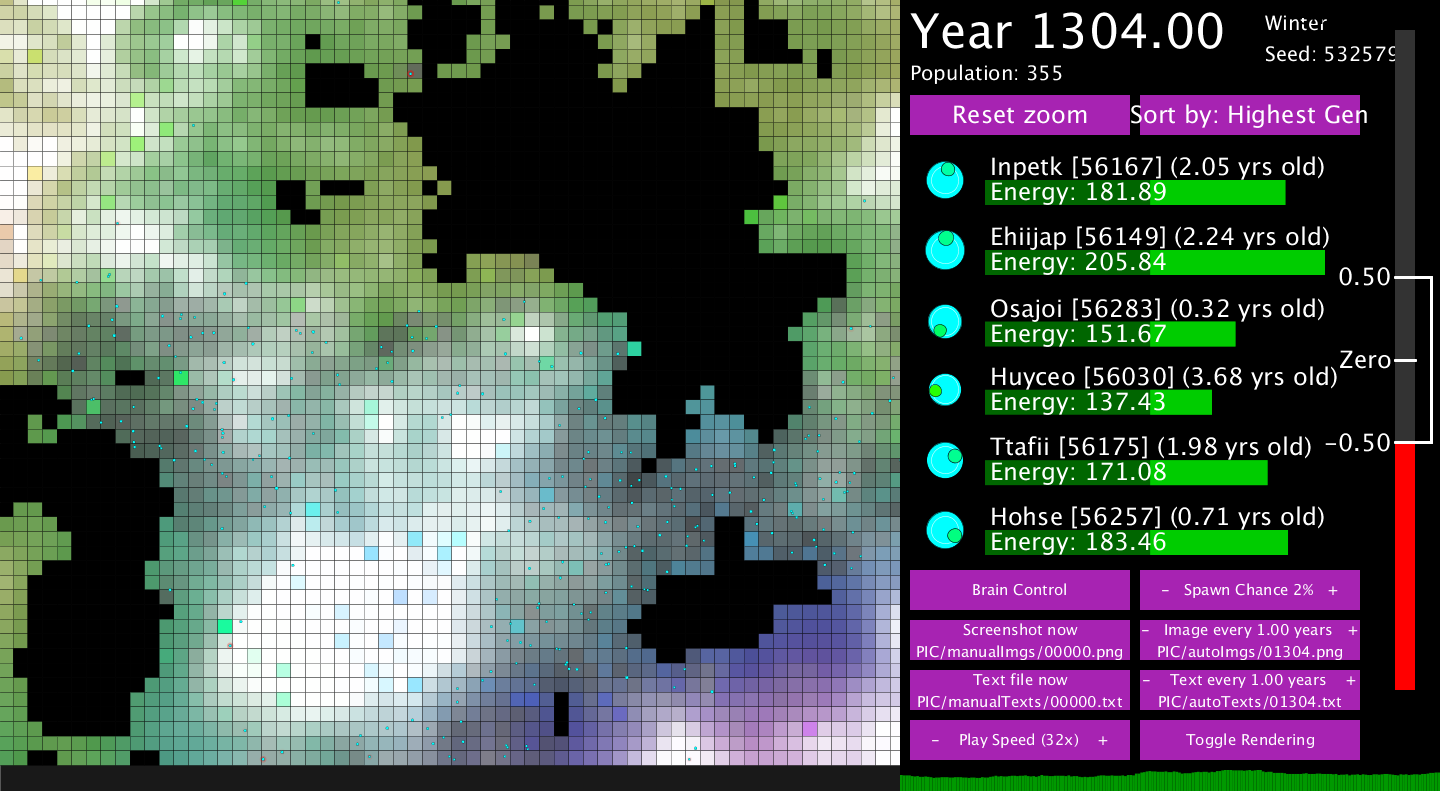 Year 1304.00
Winter
Seed: 532579
Population: 355
Reset zoom
Sort by: Highest Gen
Inpetk [56167] (2.05 yrs old)
Energy: 181.89
Ehiijap [56149] (2.24 yrs old)
Energy: 205.84
Osajoi [56283] (0.32 yrs old)
Energy: 151.67
Huyceo [56030] (3.68 yrs old)
Energy: 137.43
Ttafii [56175] (1.98 yrs old)
Energy: 171.08
Hohse [56257] (0.71 yrs old)
Energy: 183.46
0.50
Zero
-0.50
Brain Control
- Spawn Chance 2% +
Screenshot now
PIC/manualImgs/00000.png
- Image every 1.00 years +
PIC/autoImgs/01304.png
Text file now
PIC/manualTexts/00000.txt
- Text every 1.00 years +
PIC/autoTexts/01304.txt
- Play Speed (32x) +
Toggle Rendering